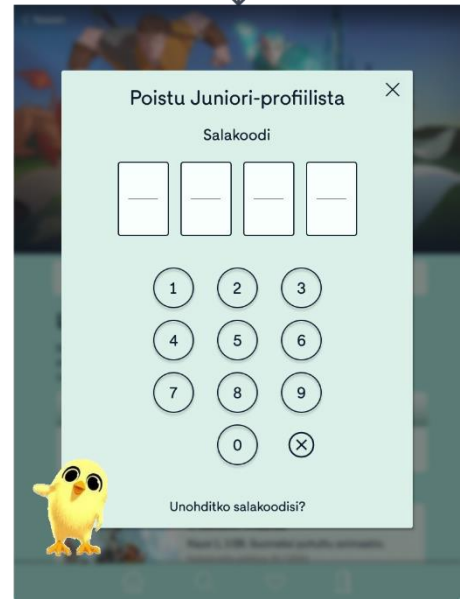 Poistu Juniori-profiilista
Salakoodi
1 2 3
4 5 6
7 8 9
0
Unohditko salakoodisi?